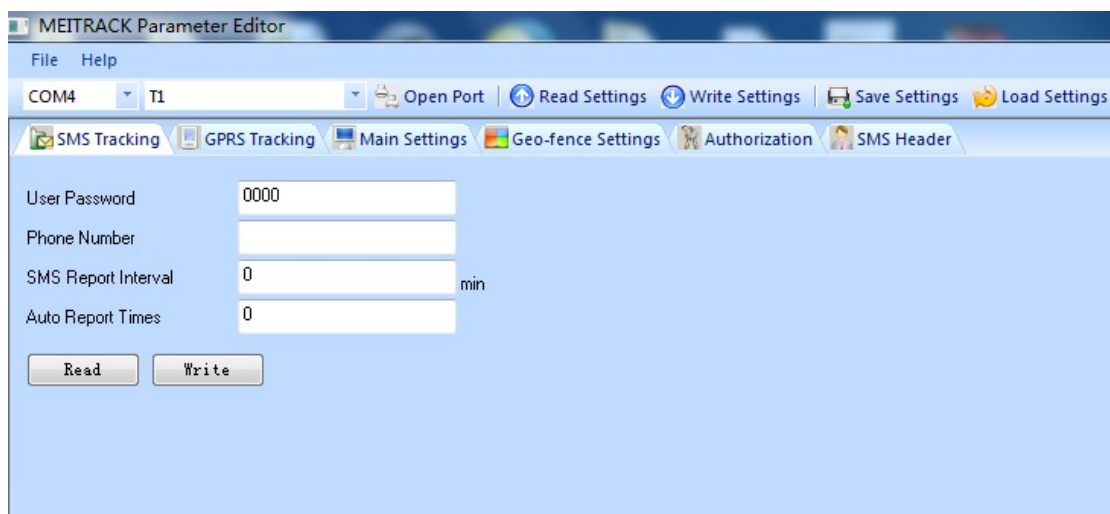 MEITRACK Parameter Editor
File Help
COM4 T1 Open Port Read Settings Write Settings Save Settings Load Settings
SMS Tracking GPRS Tracking Main Settings Geo-fence Settings Authorization SMS Header
User Password 0000
Phone Number
SMS Report Interval 0 min
Auto Report Times 0
Read Write